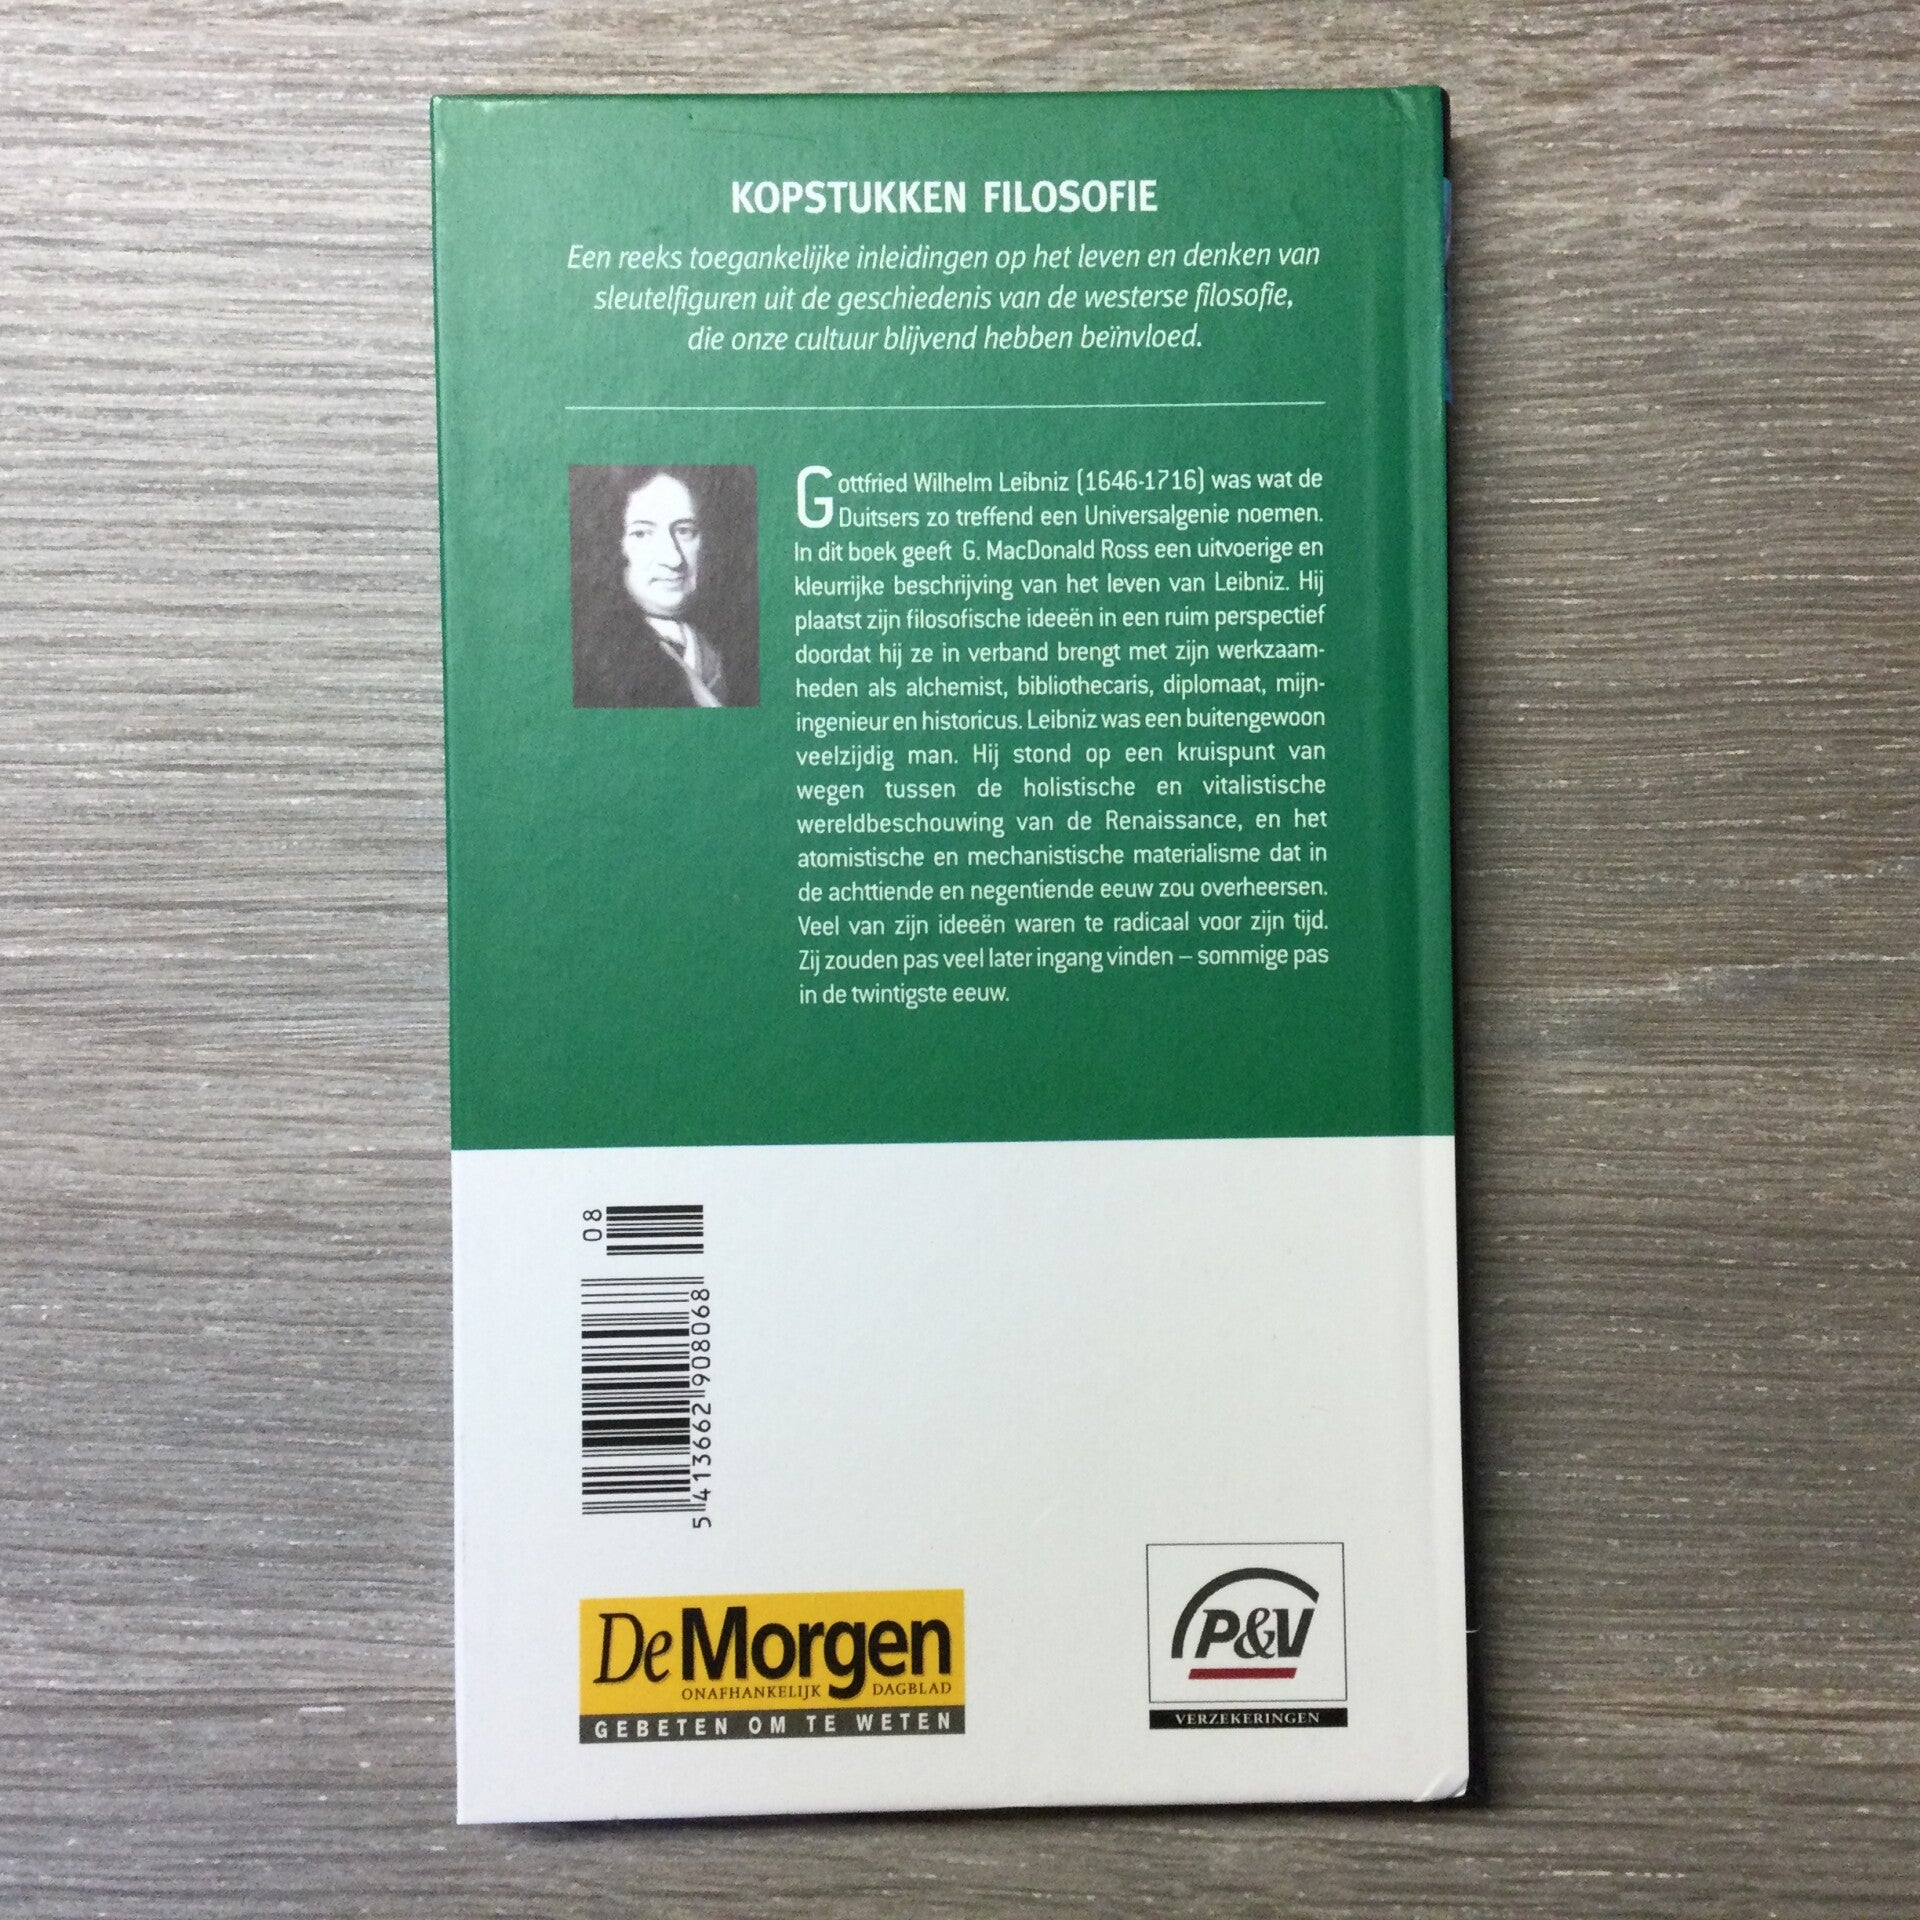 KOPSTUKKEN FILOSOFIE
Een reeks toegankelijke inleidingen op het leven en denken van
sleutelfiguren uit de geschiedenis van de westerse filosofie,
die onze cultuur blijvend hebben beïnvloed.
Gottfried Wilhelm Leibniz (1646-1716) was wat de
Duitsers zo treffend een Universalgenie noemen.
In dit boek geeft G. MacDonald Ross een uitvoerige en
kleurrijke beschrijving van het leven van Leibniz. Hij
plaatst zijn filosofische ideeën in een ruim perspectief
doordat hij ze in verband brengt met zijn werkzaam-
heden als alchemist, bibliothecaris, diplomaat, mijn-
ingenieur en historicus. Leibniz was een buitengewoon
veelzijdig man. Hij stond op een kruispunt van
wegen tussen de holistische en vitalistische
wereldbeschouwing van de Renaissance, en het
atomistische en mechanistische materialisme dat in
de achttiende en negentiende eeuw zou overheersen.
Veel van zijn ideeën waren te radicaal voor zijn tijd.
Zij zouden pas veel later ingang vinden – sommige pas
in de twintigste eeuw.
08
5 413662 908068
De Morgen
ONAFHANKELIJK DAGBLAD
GEBETEN OM TE WETEN
P&V
VERZEKERINGEN